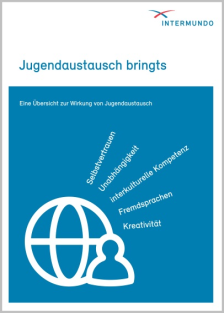 INTERMUNDO
Jugendaustausch bringts
Eine Übersicht zur Wirkung von Jugendaustausch
Selbstvertrauen
Unabhängigkeit
interkulturelle Kompetenz
Fremdsprachen
Kreativität